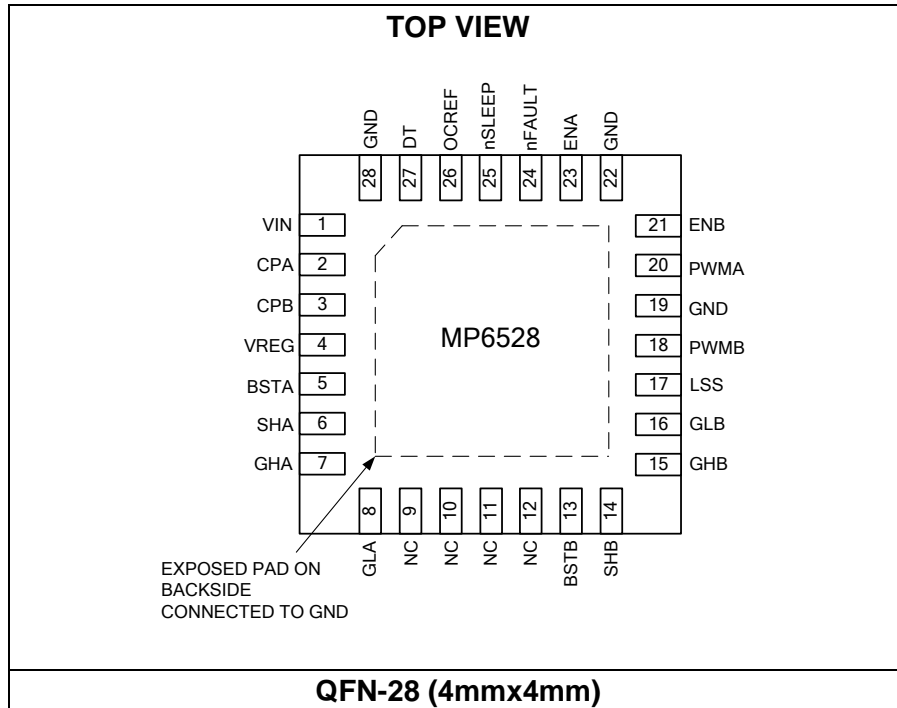 TOP VIEW
GND
DT
OCREF
nSLEEP
nFAULT
ENA
GND
28
27
26
25
24
23
22
VIN 1
CPA 2
CPB 3
VREG 4
BSTA 5
SHA 6
GHA 7
MP6528
21 ENB
20 PWMA
19 GND
18 PWMB
17 LSS
16 GLB
15 GHB
8
9
10
11
12
13
14
GLA
NC
NC
NC
NC
BSTB
SHB
EXPOSED PAD ON
BACKSIDE
CONNECTED TO GND
QFN-28 (4mmx4mm)